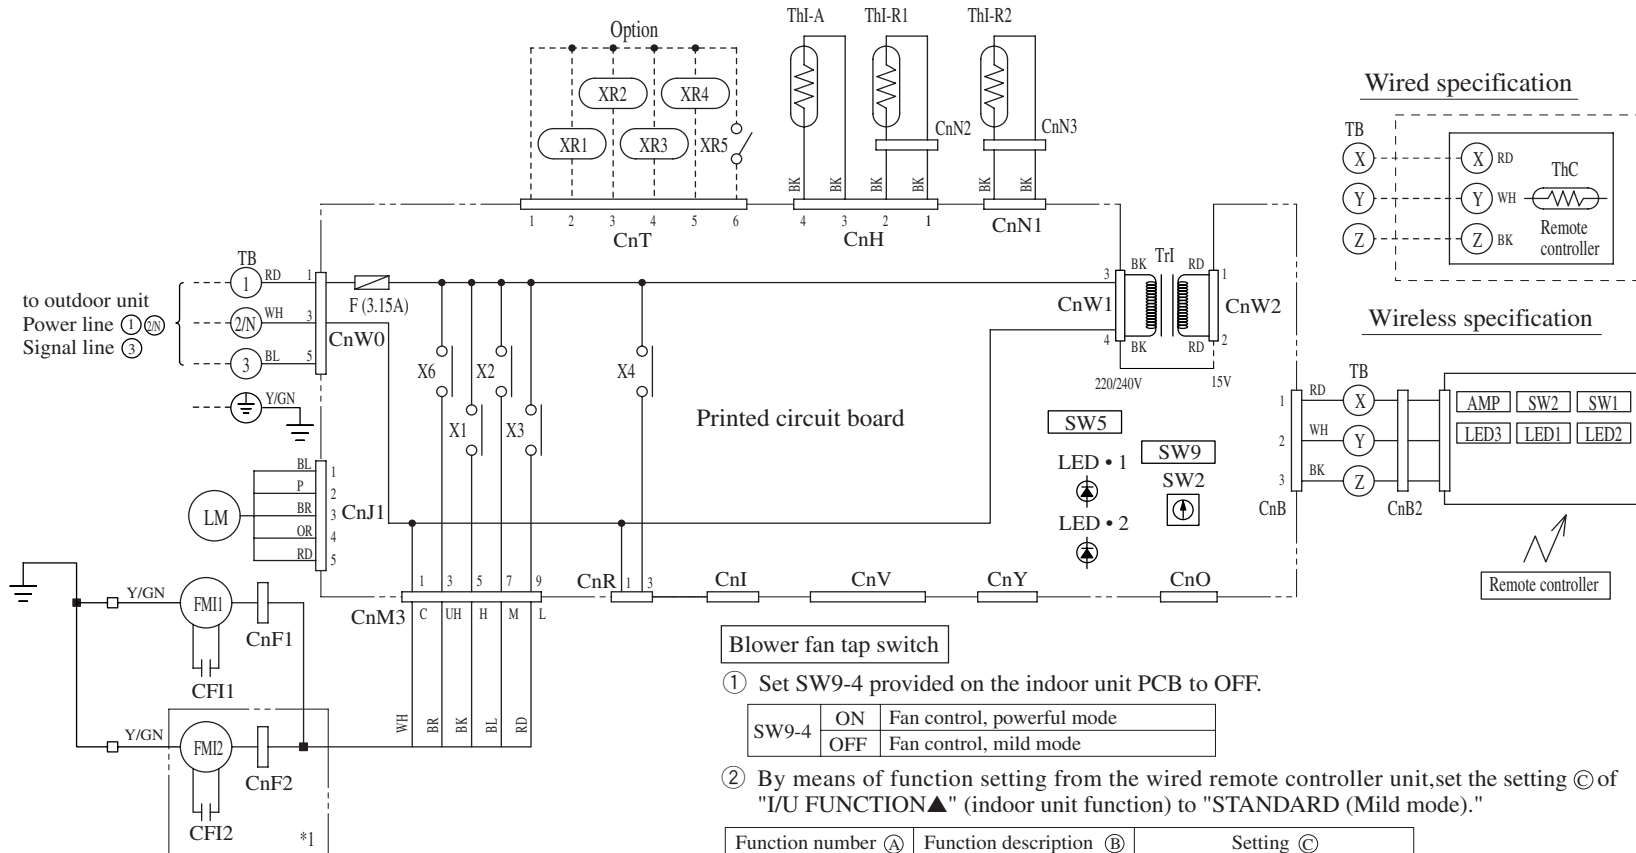 Option
ThI-A ThI-R1 ThI-R2
XR1 XR2 XR3 XR4 XR5
CnN2 CnN3
BK BK BK BK BK BK
1 2 3 4 5 6
CnT
4 3 2 1
CnH
CnN1
Wired specification
TB
X X RD
Y Y WH
Z Z BK
ThC
Remote
controller
Wireless specification
TB
RD WH BK
X Y Z
1 2 3
CnB
CnB2
AMP SW2 SW1
LED3 LED1 LED2
Remote controller
to outdoor unit
Power line ① 2/N
Signal line ③
TB
1 RD 1
2/N WH 3
3 BL 5
Y/GN
CnW0
F (3.15A)
X6 X2 X4
X1 X3
Printed circuit board
TrI
3 BK RD 1
CnW1 CnW2
4 BK RD 2
220/240V 15V
SW5
SW9
LED • 1
SW2
LED • 2
LM
BL 1
P 2
BR 3
OR 4
RD 5
CnJ1
1 3 5 7 9
CnM3
C UH H M L
CnR 1 3
CnI CnV CnY CnO
Y/GN FMI1 CnF1
CFI1
Y/GN FMI2 CnF2
CFI2
*1
WH BR BK BL RD
Blower fan tap switch
① Set SW9-4 provided on the indoor unit PCB to OFF.
SW9-4 ON Fan control, powerful mode
OFF Fan control, mild mode
② By means of function setting from the wired remote controller unit,set the setting Ⓒ of
"I/U FUNCTION▲" (indoor unit function) to "STANDARD (Mild mode)."
Function number Ⓐ Function description Ⓑ Setting Ⓒ